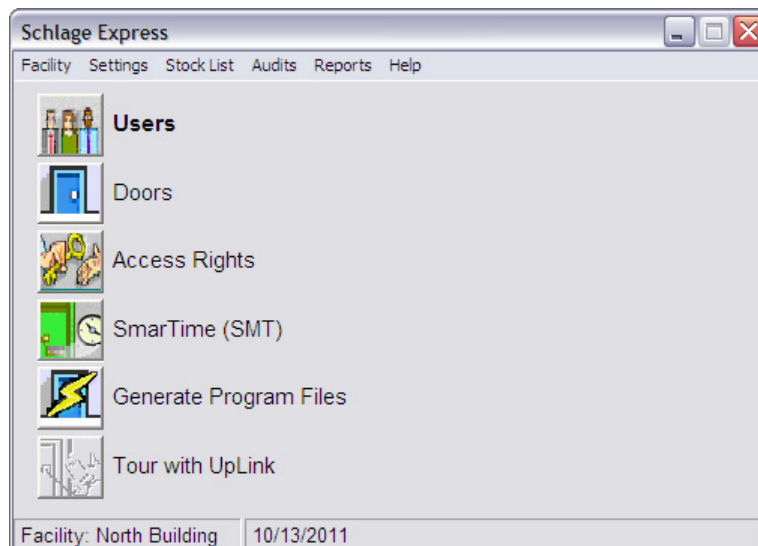 Schlage Express
Facility Settings Stock List Audits Reports Help
Users
Doors
Access Rights
SmarTime (SMT)
Generate Program Files
Tour with UpLink
Facility: North Building 10/13/2011